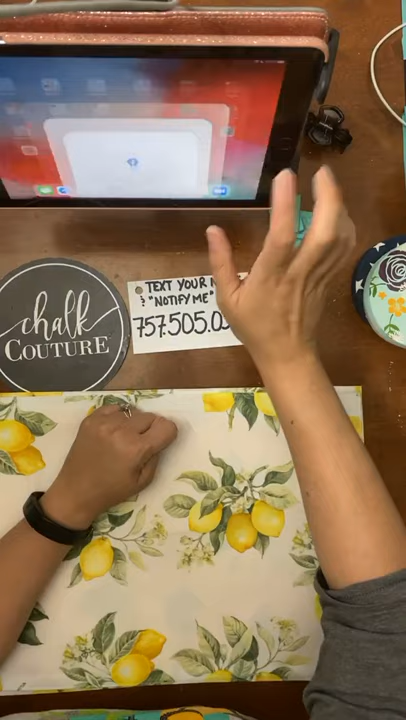 chalk
COUTURE
TEXT YOUR
& "NOTIFY ME"
757.505.0